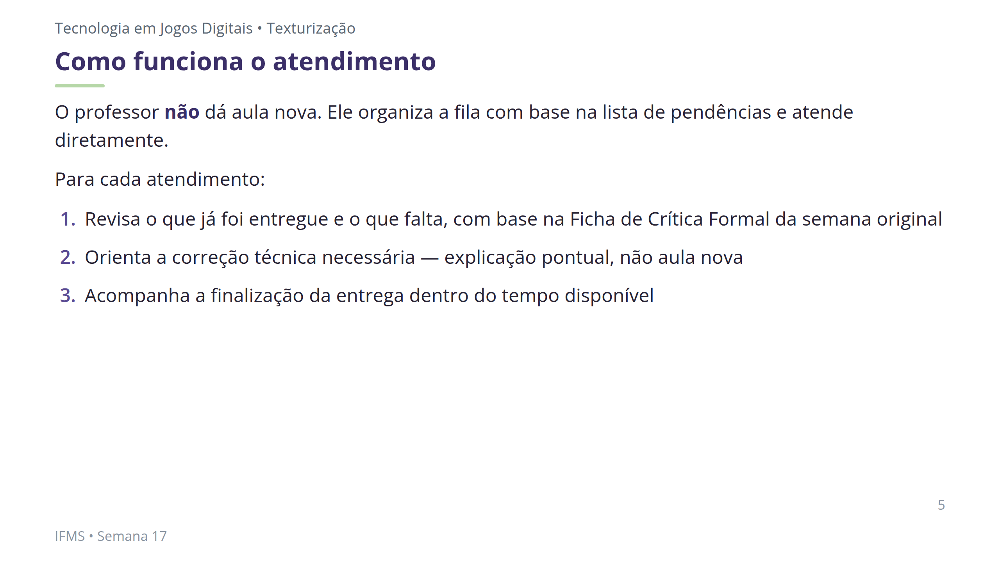 Tecnologia em Jogos Digitais • Texturização
Como funciona o atendimento
O professor não dá aula nova. Ele organiza a fila com base na lista de pendências e atende
diretamente.
Para cada atendimento:
1. Revisa o que já foi entregue e o que falta, com base na Ficha de Crítica Formal da semana original
2. Orienta a correção técnica necessária — explicação pontual, não aula nova
3. Acompanha a finalização da entrega dentro do tempo disponível
5
IFMS • Semana 17